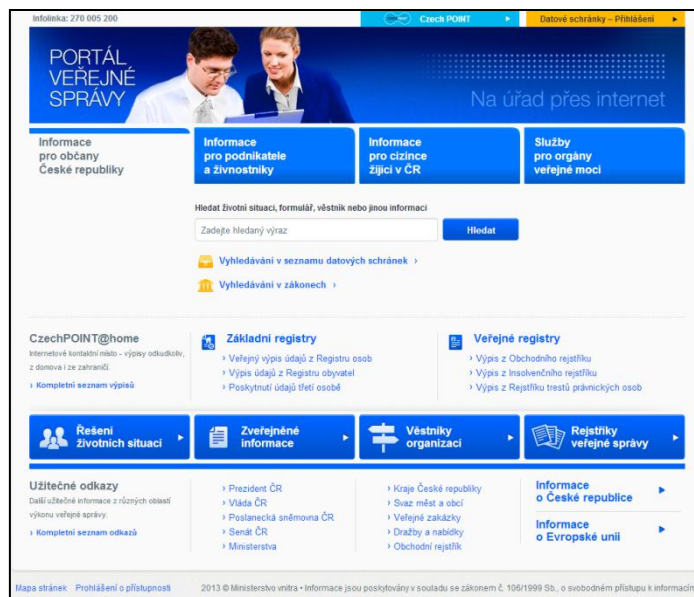 Infolinka: 270 005 200
Czech POINT
Datové schránky – Přihlášení
PORTÁL
VEŘEJNÉ
SPRÁVY
Na úřad přes internet
Informace
pro občany
České republiky
Informace
pro podnikatele
a živnostníky
Informace
pro cizince
žijící v ČR
Služby
pro orgány
veřejné moci
Hledat životní situaci, formulář, věstník nebo jinou informaci
Zadejte hledaný výraz
Hledat
Vyhledávání v seznamu datových schránek ›
Vyhledávání v zákonech ›
CzechPOINT@home
Internetové kontaktní místo - výpisy odkudkoliv,
z domova i ze zahraničí.
› Kompletní seznam výpisů
Základní registry
› Veřejný výpis údajů z Registru osob
› Výpis údajů z Registru obyvatel
› Poskytnutí údajů třetí osobě
Veřejné registry
› Výpis z Obchodního rejstříku
› Výpis z Insolvenčního rejstříku
› Výpis z Rejstříku trestů právnických osob
Řešení
životních situací
Zveřejněné
informace
Věstníky
organizací
Rejstříky
veřejné správy
Užitečné odkazy
Další užitečné informace z různých oblastí
výkonu veřejné správy.
› Kompletní seznam odkazů
› Prezident ČR
› Vláda ČR
› Poslanecká sněmovna ČR
› Senát ČR
› Ministerstva
› Kraje České republiky
› Svaz měst a obcí
› Veřejné zakázky
› Dražby a nabídky
› Obchodní rejstřík
Informace
o České republice
Informace
o Evropské unii
Mapa stránek Prohlášení o přístupnosti
2013 © Ministerstvo vnitra • Informace jsou poskytovány v souladu se zákonem č. 106/1999 Sb., o svobodném přístupu k informacím